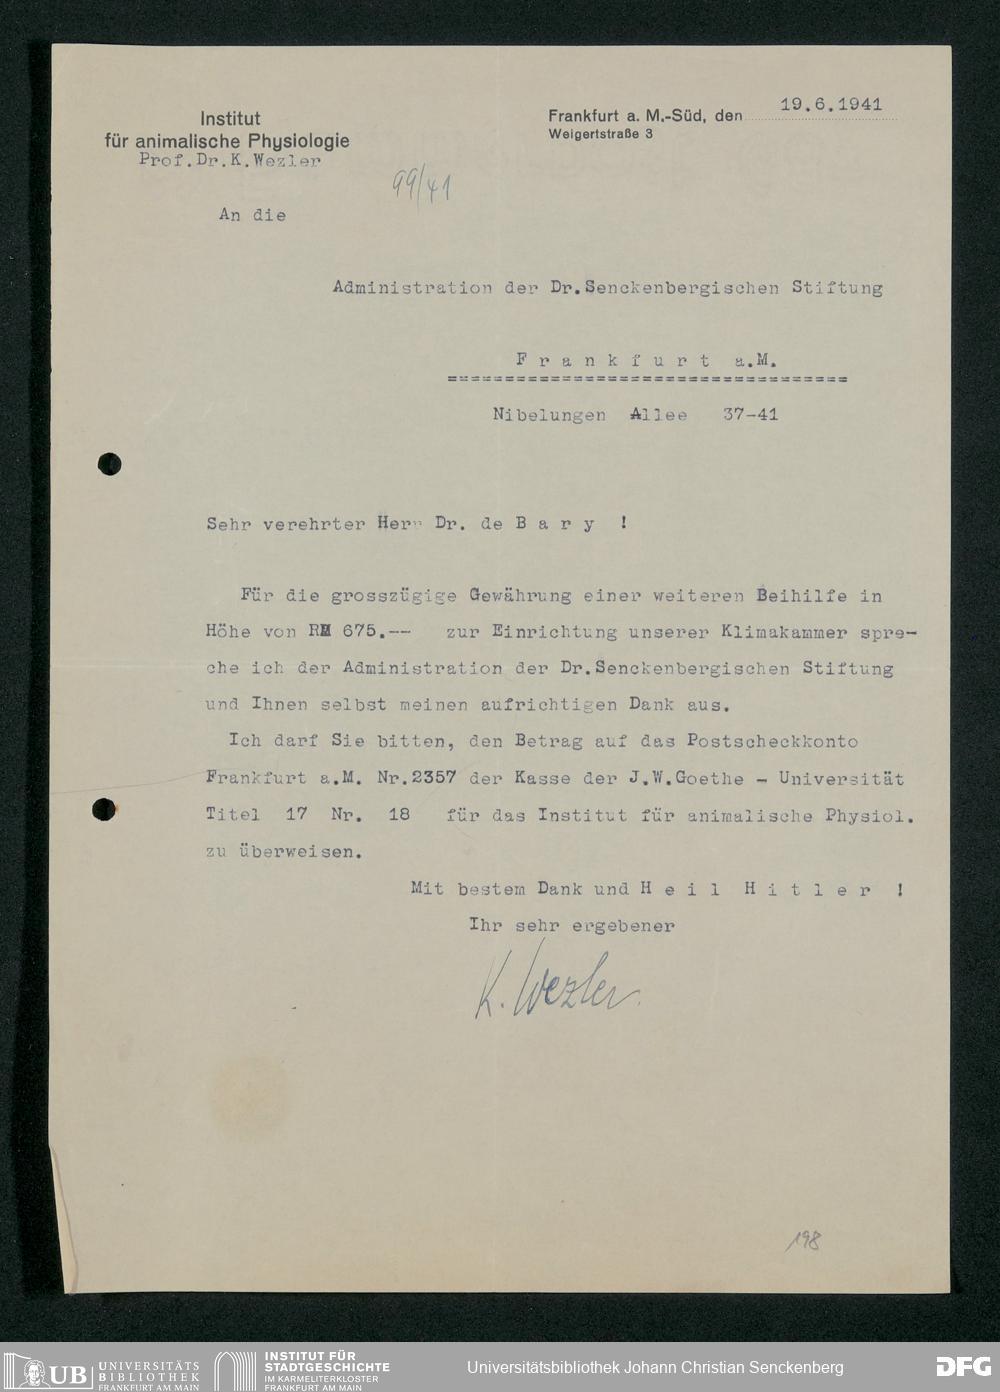 Institut
für animalische Physiologie
Prof.Dr.K.Wezler
Frankfurt a. M.-Süd, den 19.6.1941
Weigertstraße 3
99/41
An die
Administration der Dr.Senckenbergischen Stiftung
F r a n k f u r t a.M.
===================================
Nibelungen Allee 37-41
Sehr verehrter Herr Dr. de B a r y !
Für die grosszügige Gewährung einer weiteren Beihilfe in
Höhe von RM 675.-- zur Einrichtung unserer Klimakammer spre-
che ich der Administration der Dr.Senckenbergischen Stiftung
und Ihnen selbst meinen aufrichtigen Dank aus.
Ich darf Sie bitten, den Betrag auf das Postscheckkonto
Frankfurt a.M. Nr.2357 der Kasse der J.W.Goethe - Universität
Titel 17 Nr. 18 für das Institut für animalische Physiol.
zu überweisen.
Mit bestem Dank und H e i l H i t l e r !
Ihr sehr ergebener
K. Wezler
198
UB UNIVERSITÄTS
BIBLIOTHEK
FRANKFURT AM MAIN
INSTITUT FÜR
STADTGESCHICHTE
IM KARMELITERKLOSTER
FRANKFURT AM MAIN
Universitätsbibliothek Johann Christian Senckenberg
DFG